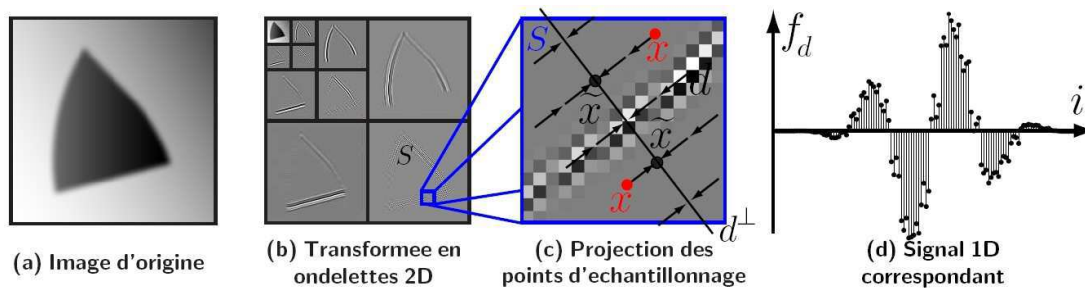 S
S
x
d
x̃
x̃
x
d⊥
f_d
i
(a) Image d'origine
(b) Transformee en
ondelettes 2D
(c) Projection des
points d'echantillonnage
(d) Signal 1D
correspondant